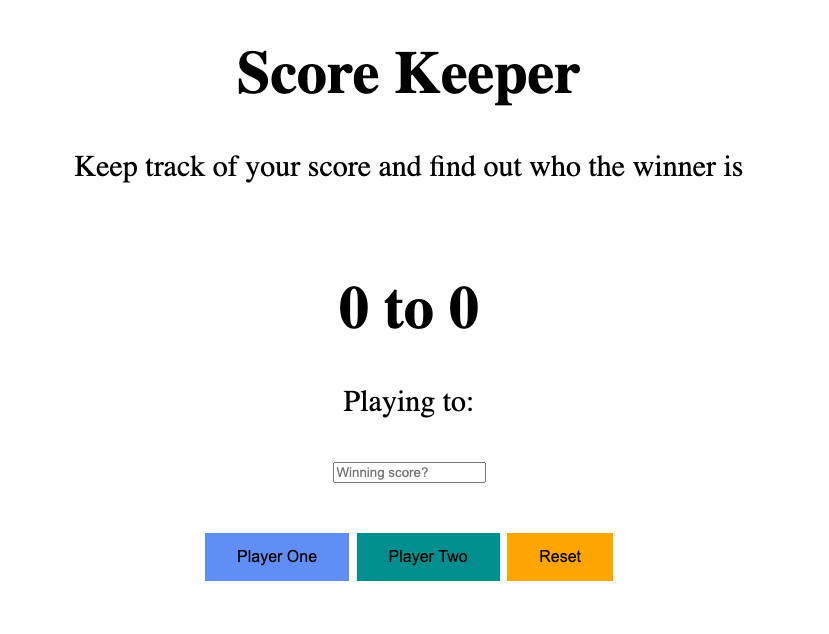 Score Keeper
Keep track of your score and find out who the winner is
0 to 0
Playing to:
Winning score?
Player One Player Two Reset